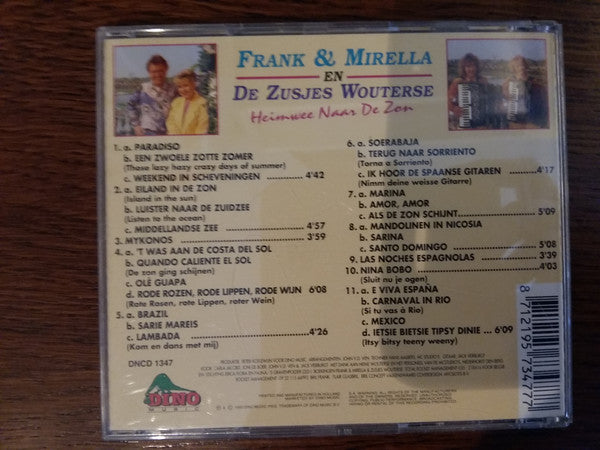 FRANK & MIRELLA
EN
DE ZUSJES WOUTERSE
Heimwee Naar De Zon
1. a. PARADISO
b. EEN ZWOELE ZOTTE ZOMER
(Those lazy hazy crazy days of summer)
c. WEEKEND IN SCHEVENINGEN 4'42
2. a. EILAND IN DE ZON
(Island in the sun)
b. LUISTER NAAR DE ZUIDZEE
(Listen to the ocean)
c. MIDDELLANDSE ZEE 4'57
3. MYKONOS 3'59
4. a. 'T WAS AAN DE COSTA DEL SOL
b. QUANDO CALIENTE EL SOL
(De zon ging schijnen)
c. OLÉ GUAPA
d. RODE ROZEN, RODE LIPPEN, RODE WIJN 6'08
(Rote Rosen, rote Lippen, roter Wein)
5. a. BRAZIL
b. SARIE MAREIS
c. LAMBADA 4'26
(Kom en dans met mij)
DNCD 1347
6. a. SOERABAJA
b. TERUG NAAR SORRIENTO
(Torna a Sorriento)
c. IK HOOR DE SPAANSE GITAREN 4'17
(Nimm deine weisse Gitarre)
7. a. MARINA
b. AMOR, AMOR
c. ALS DE ZON SCHIJNT 5'09
8. a. MANDOLINEN IN NICOSIA
b. SARINA
c. SANTO DOMINGO 5'08
9. LAS NOCHES ESPAGNOLAS 3'39
10. NINA BOBO 4'03
(Sluit nu je ogen)
11. a. E VIVA ESPAÑA
b. CARNAVAL IN RIO
(Si tu vas à Rio)
c. MEXICO
d. IETSIE BIETSIE TIPSY DINIE ... 6'09
(Itsy bitsy teeny weeny)
8 712195 734777
DINO
MUSIC
PRINTED AND MANUFACTURED IN HOLLAND
MARKETED BY DINO MUSIC